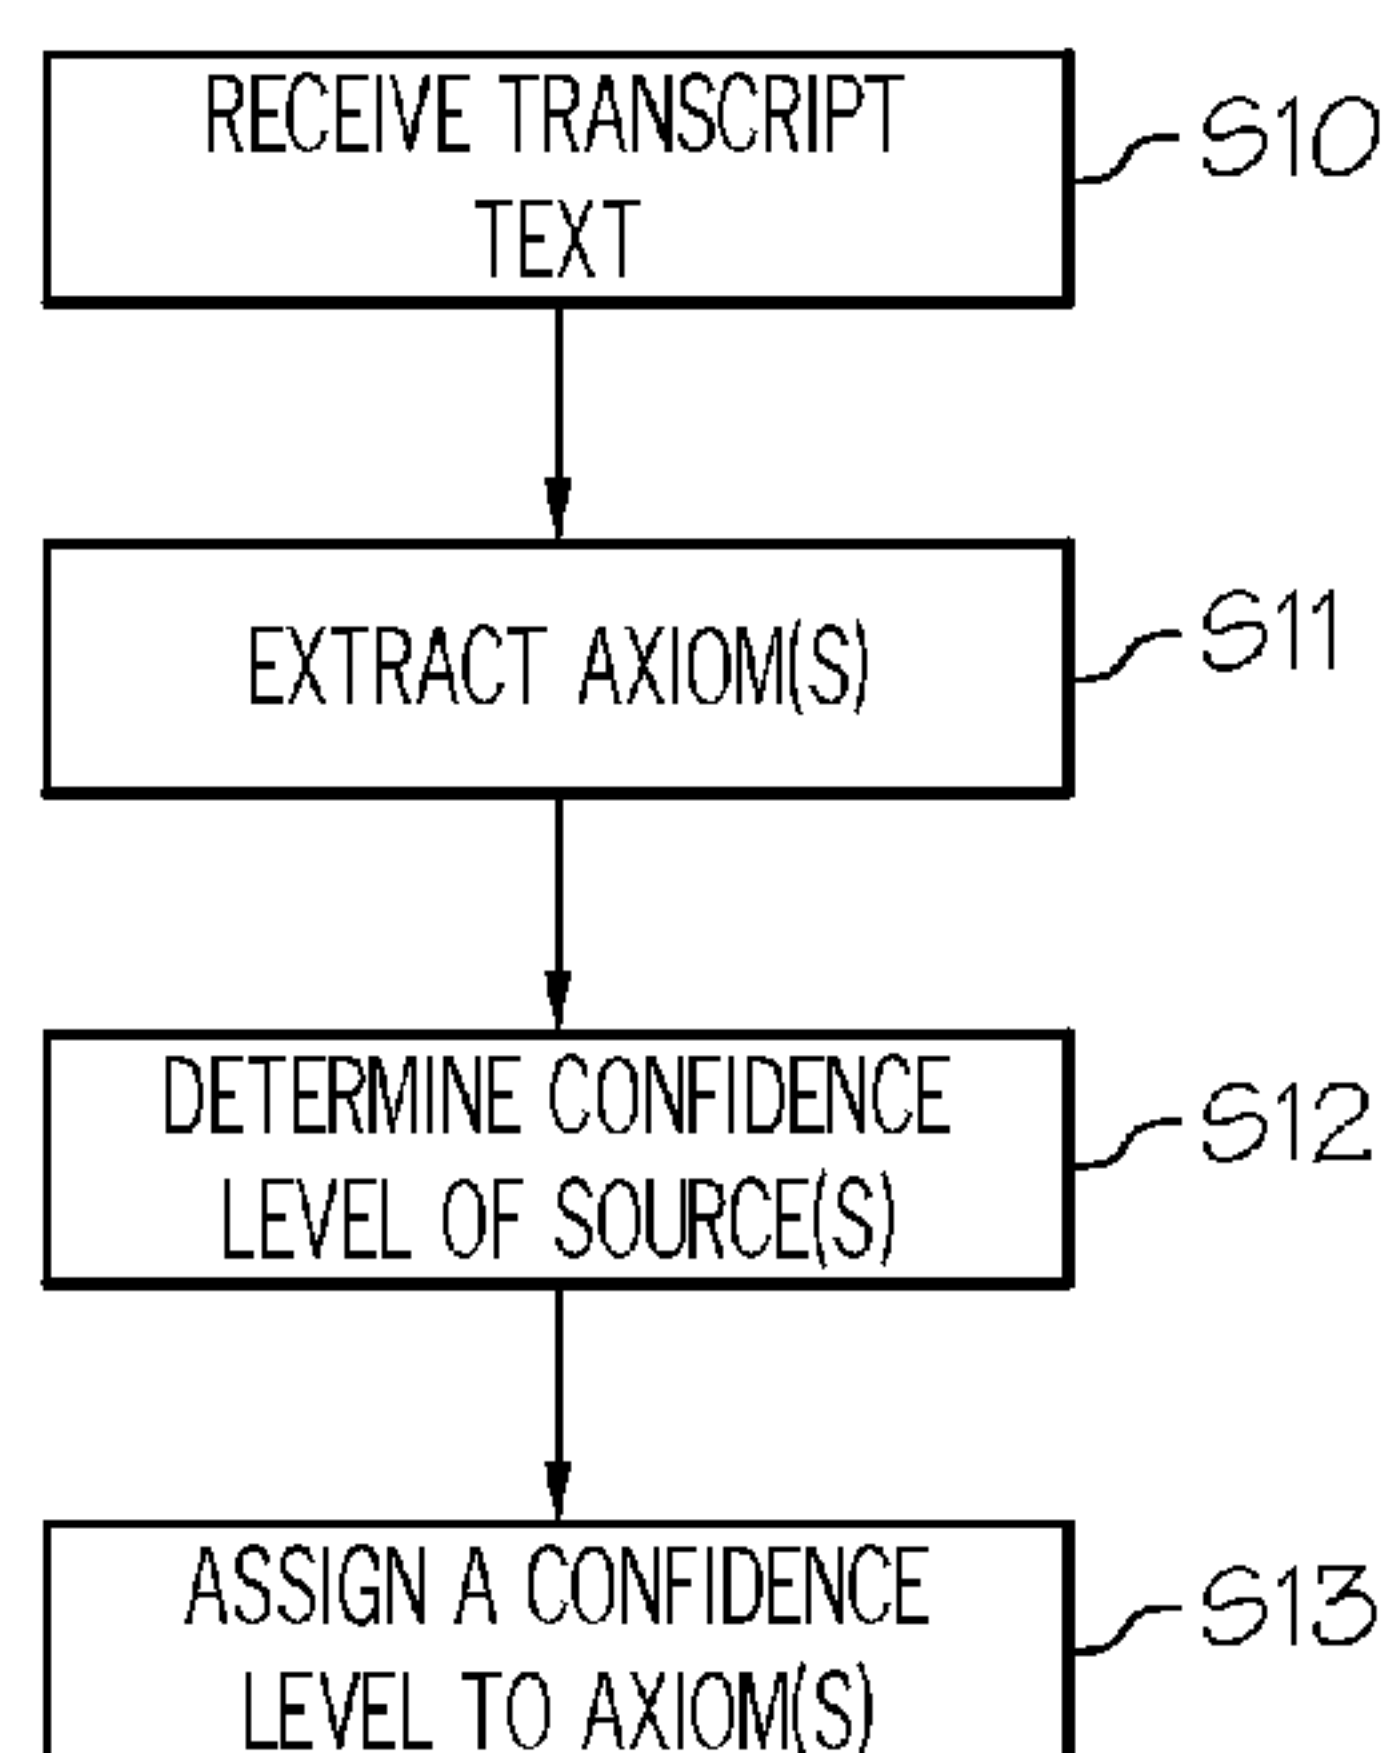 RECEIVE TRANSCRIPT
TEXT
S10
EXTRACT AXIOM(S)
S11
DETERMINE CONFIDENCE
LEVEL OF SOURCE(S)
S12
ASSIGN A CONFIDENCE
LEVEL TO AXIOM(S)
S13